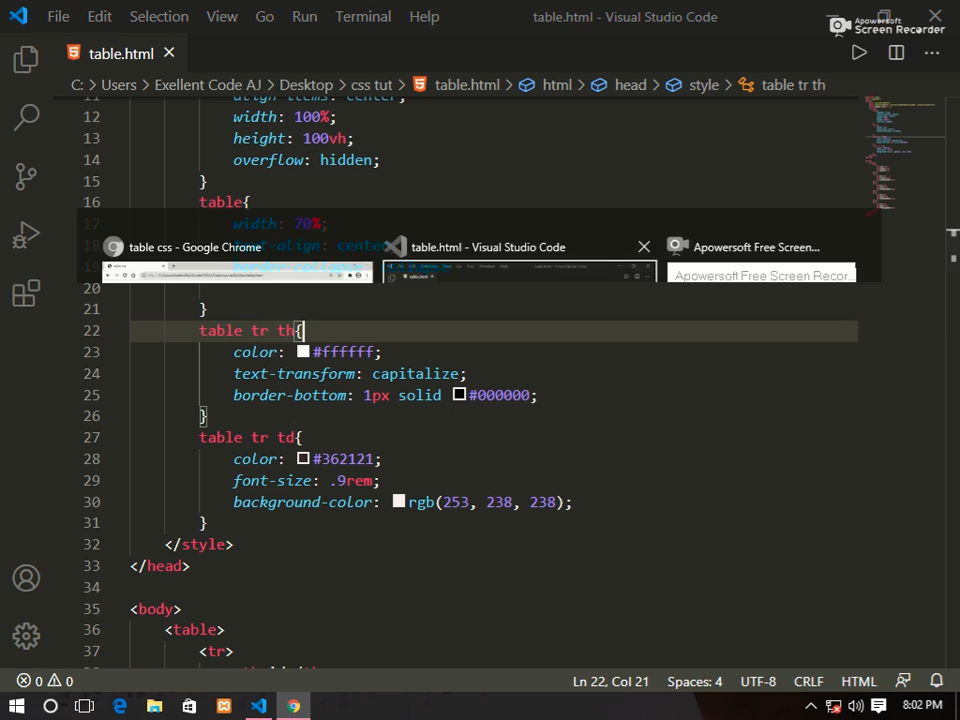 File Edit Selection View Go Run Terminal Help
table.html - Visual Studio Code
Apowersoft
Screen Recorder
table.html
C: › Users › Exellent Code AJ › Desktop › css tut › table.html › html › head › style › table tr th
align-items: center;
12 width: 100%;
13 height: 100vh;
14 overflow: hidden;
15 }
16 table{
17 width: 70%;
table css - Google Chrome
table.html - Visual Studio Code
Apowersoft Free Screen...
Apowersoft Free Screen Recor...
20
21 }
22 table tr th{
23 color: #ffffff;
24 text-transform: capitalize;
25 border-bottom: 1px solid #000000;
26 }
27 table tr td{
28 color: #362121;
29 font-size: .9rem;
30 background-color: rgb(253, 238, 238);
31 }
32 </style>
33 </head>
34
35 <body>
36 <table>
37 <tr>
0 0
Ln 22, Col 21 Spaces: 4 UTF-8 CRLF HTML
8:02 PM